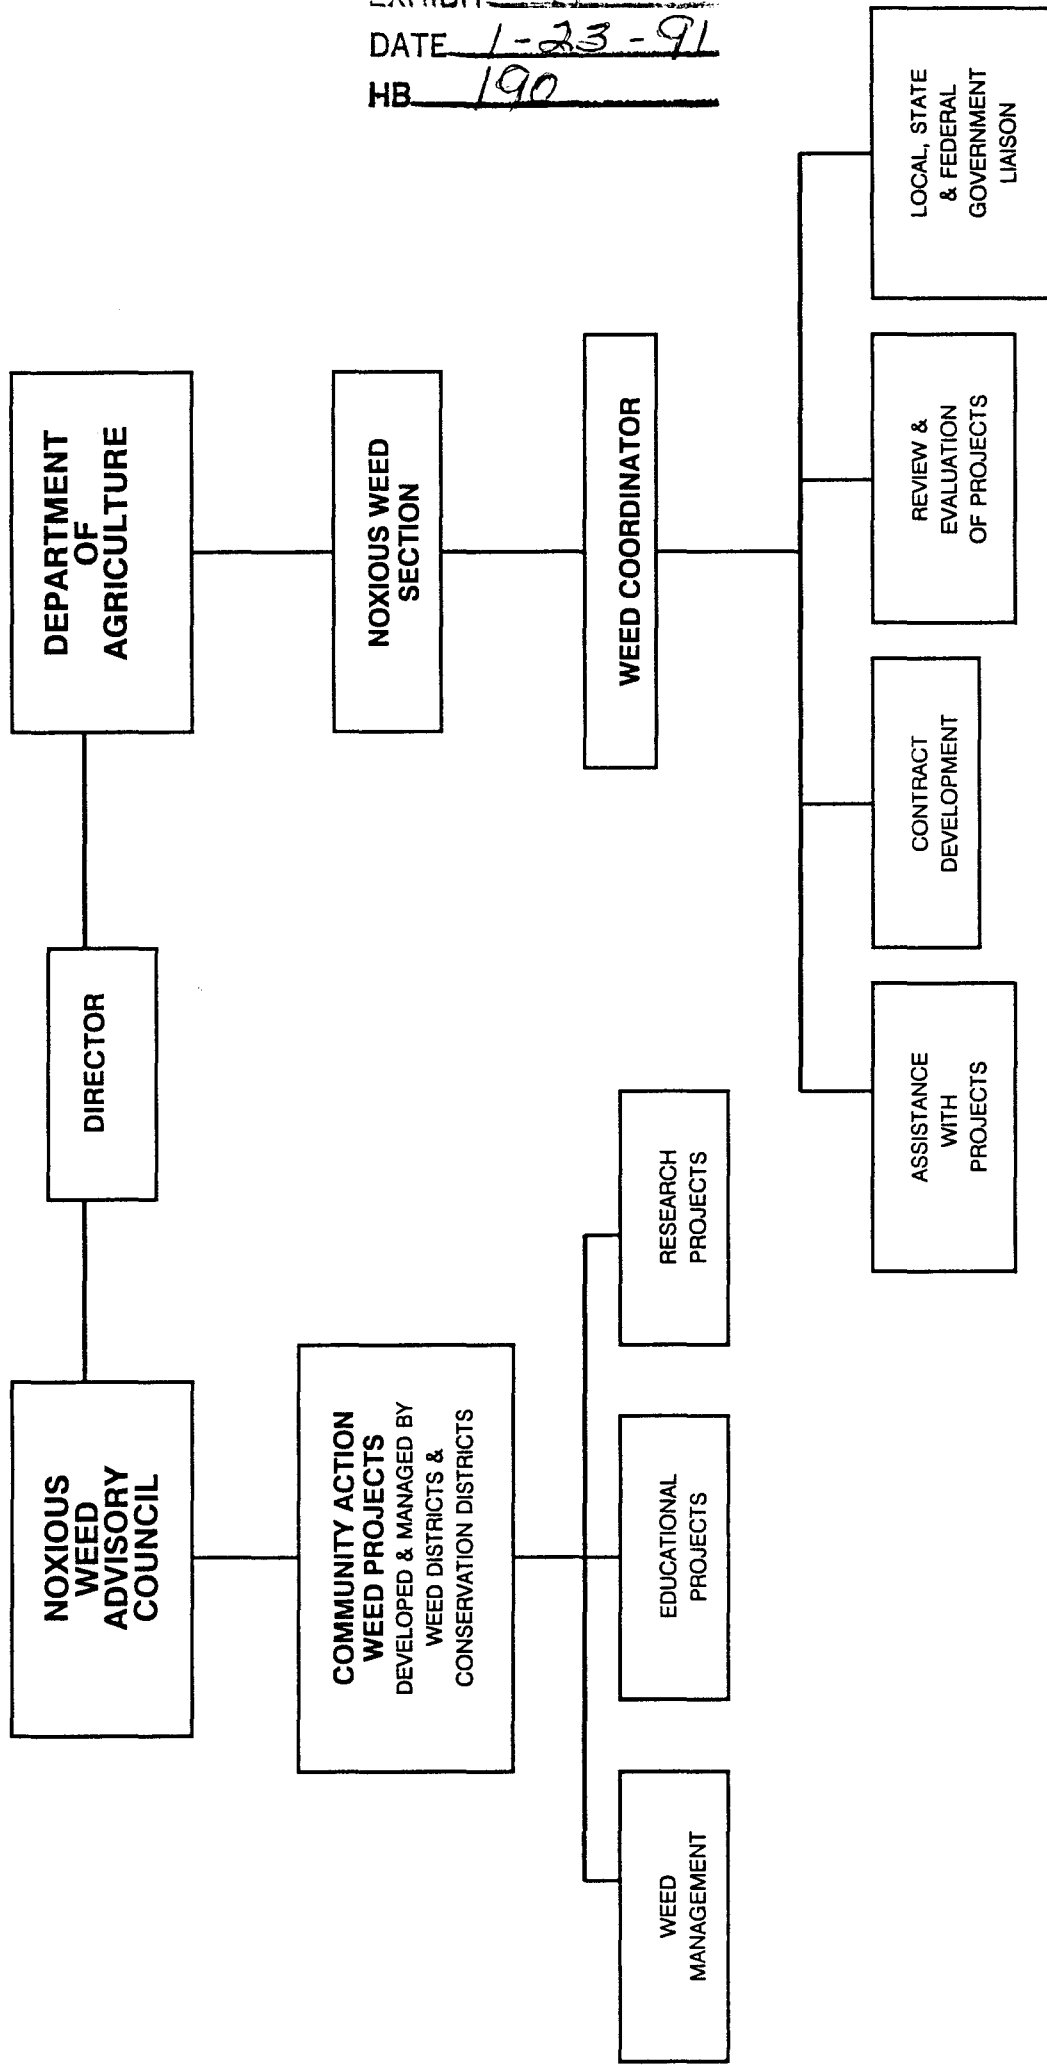 EXHIBIT
DATE 1-23-91
HB 190
NOXIOUS
WEED
ADVISORY
COUNCIL
DIRECTOR
DEPARTMENT
OF
AGRICULTURE
COMMUNITY ACTION
WEED PROJECTS
DEVELOPED & MANAGED BY
WEED DISTRICTS &
CONSERVATION DISTRICTS
NOXIOUS WEED
SECTION
WEED COORDINATOR
WEED
MANAGEMENT
EDUCATIONAL
PROJECTS
RESEARCH
PROJECTS
ASSISTANCE
WITH
PROJECTS
CONTRACT
DEVELOPMENT
REVIEW &
EVALUATION
OF PROJECTS
LOCAL, STATE
& FEDERAL
GOVERNMENT
LIAISON